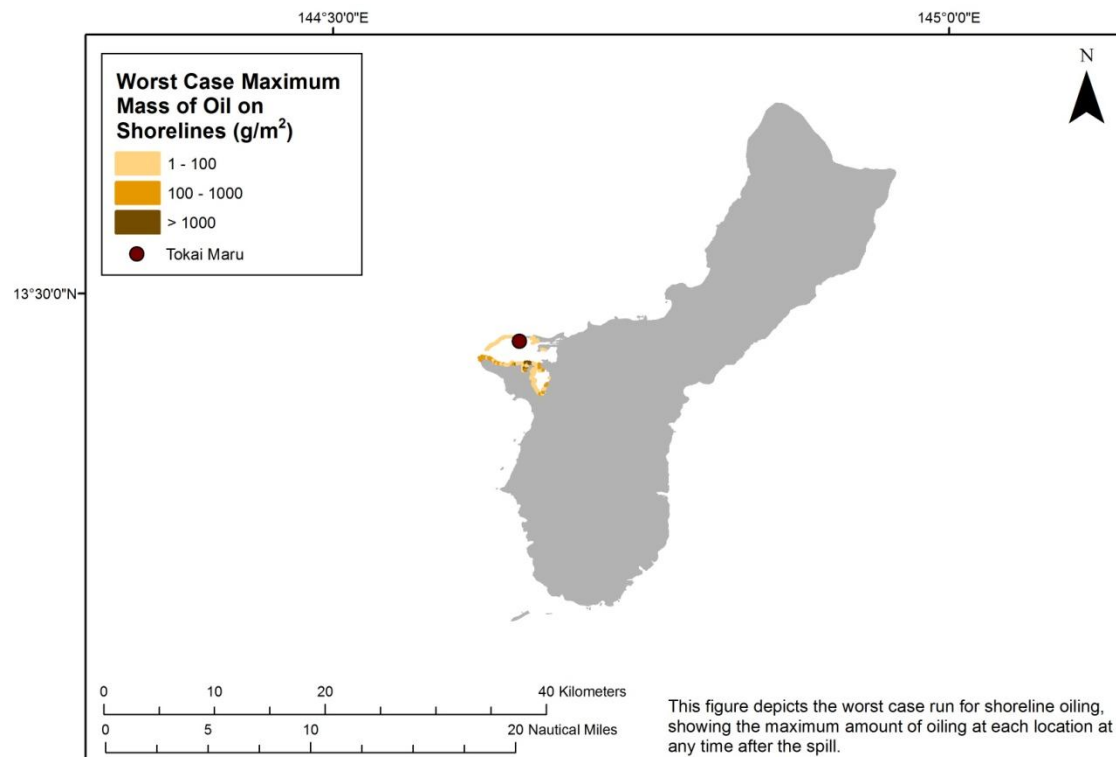 144°30'0"E
145°0'0"E
N
Worst Case Maximum
Mass of Oil on
Shorelines (g/m²)
1 - 100
100 - 1000
> 1000
Tokai Maru
13°30'0"N
0 10 20 40 Kilometers
0 5 10 20 Nautical Miles
This figure depicts the worst case run for shoreline oiling,
showing the maximum amount of oiling at each location at
any time after the spill.